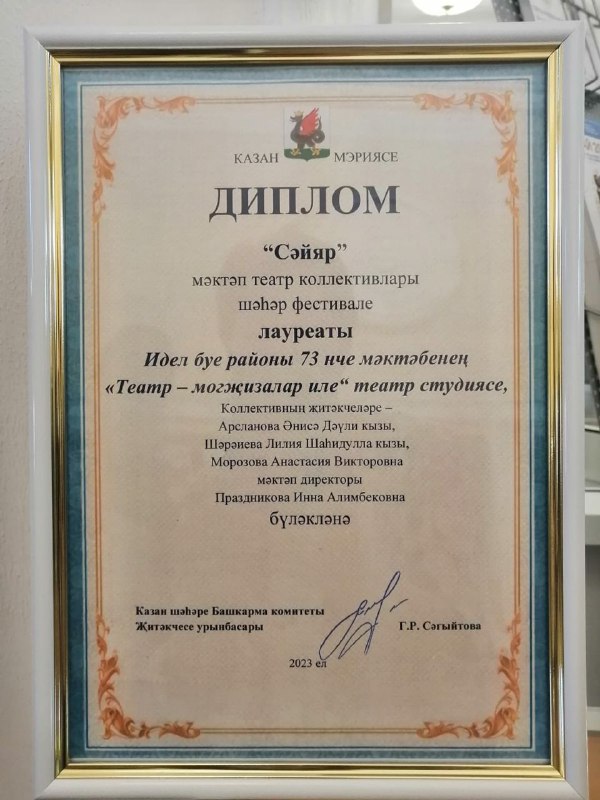 КАЗАН МЭРИЯСЕ
ДИПЛОМ
“Сәйяр”
мәктәп театр коллективлары
шәһәр фестивале
лауреаты
Идел буе районы 73 нче мәктәбенең
«Театр – могҗизалар иле“ театр студиясе,
Коллективның җитәкчеләре –
Арсланова Әнисә Дәүли кызы,
Шәрәиева Лилия Шаһидулла кызы,
Морозова Анастасия Викторовна
мәктәп директоры
Праздникова Инна Алимбековна
бүләкләнә
Казан шәһәре Башкарма комитеты
Җитәкчесе урынбасары Г.Р. Сәгыйтова
2023 ел